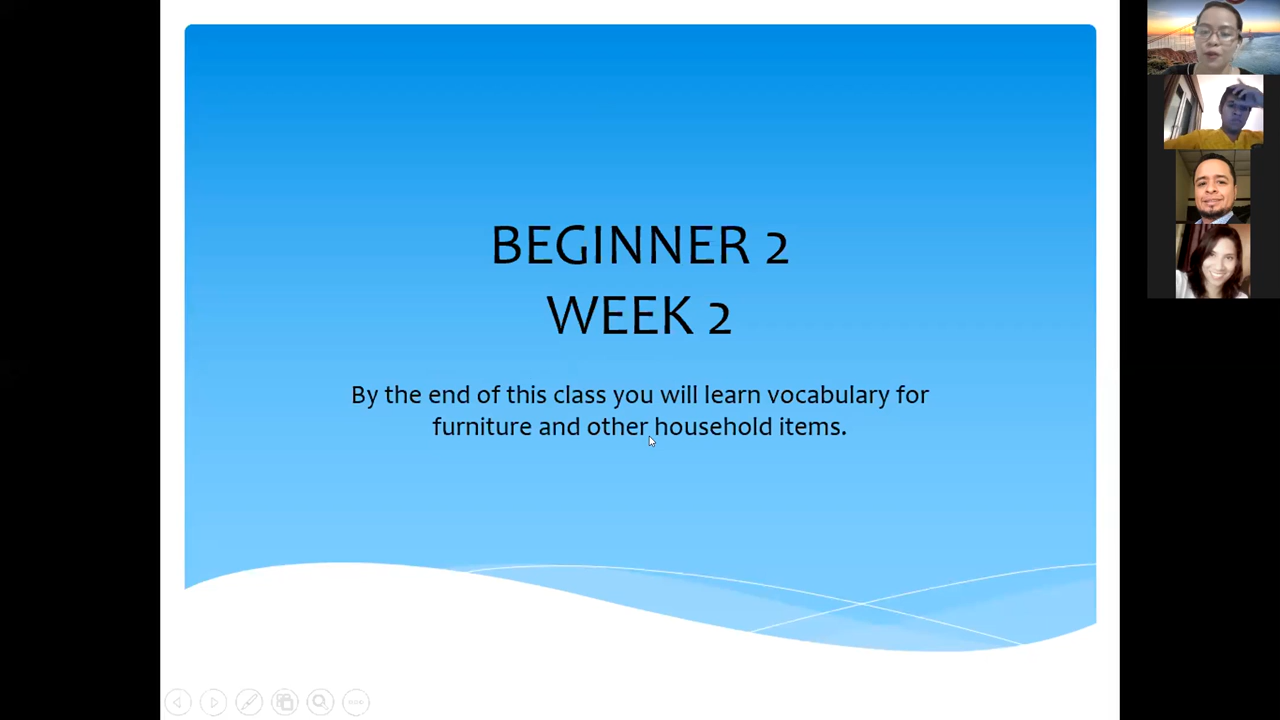 BEGINNER 2
WEEK 2
By the end of this class you will learn vocabulary for
furniture and other household items.